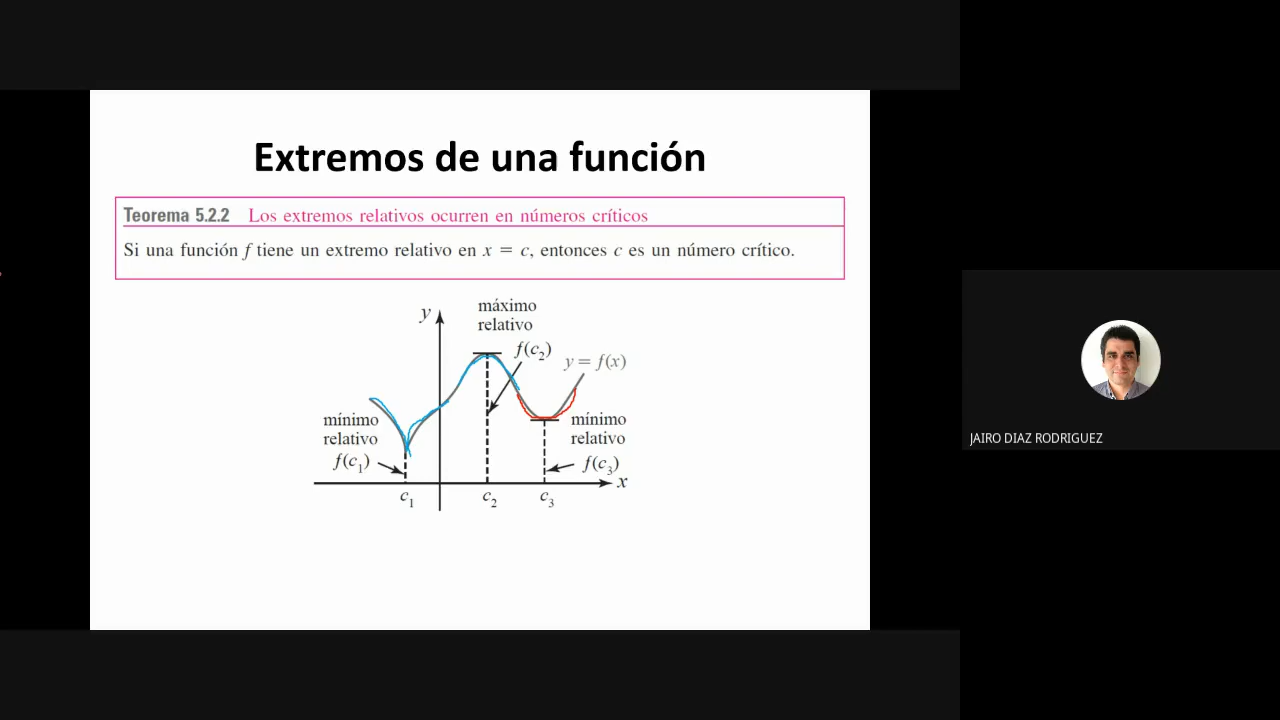 Extremos de una función
Teorema 5.2.2 Los extremos relativos ocurren en números críticos
Si una función f tiene un extremo relativo en x = c, entonces c es un número crítico.
y
máximo
relativo
f(c₂)
y = f(x)
mínimo
relativo
f(c₁)
mínimo
relativo
f(c₃)
x
c₁
c₂
c₃
JAIRO DIAZ RODRIGUEZ